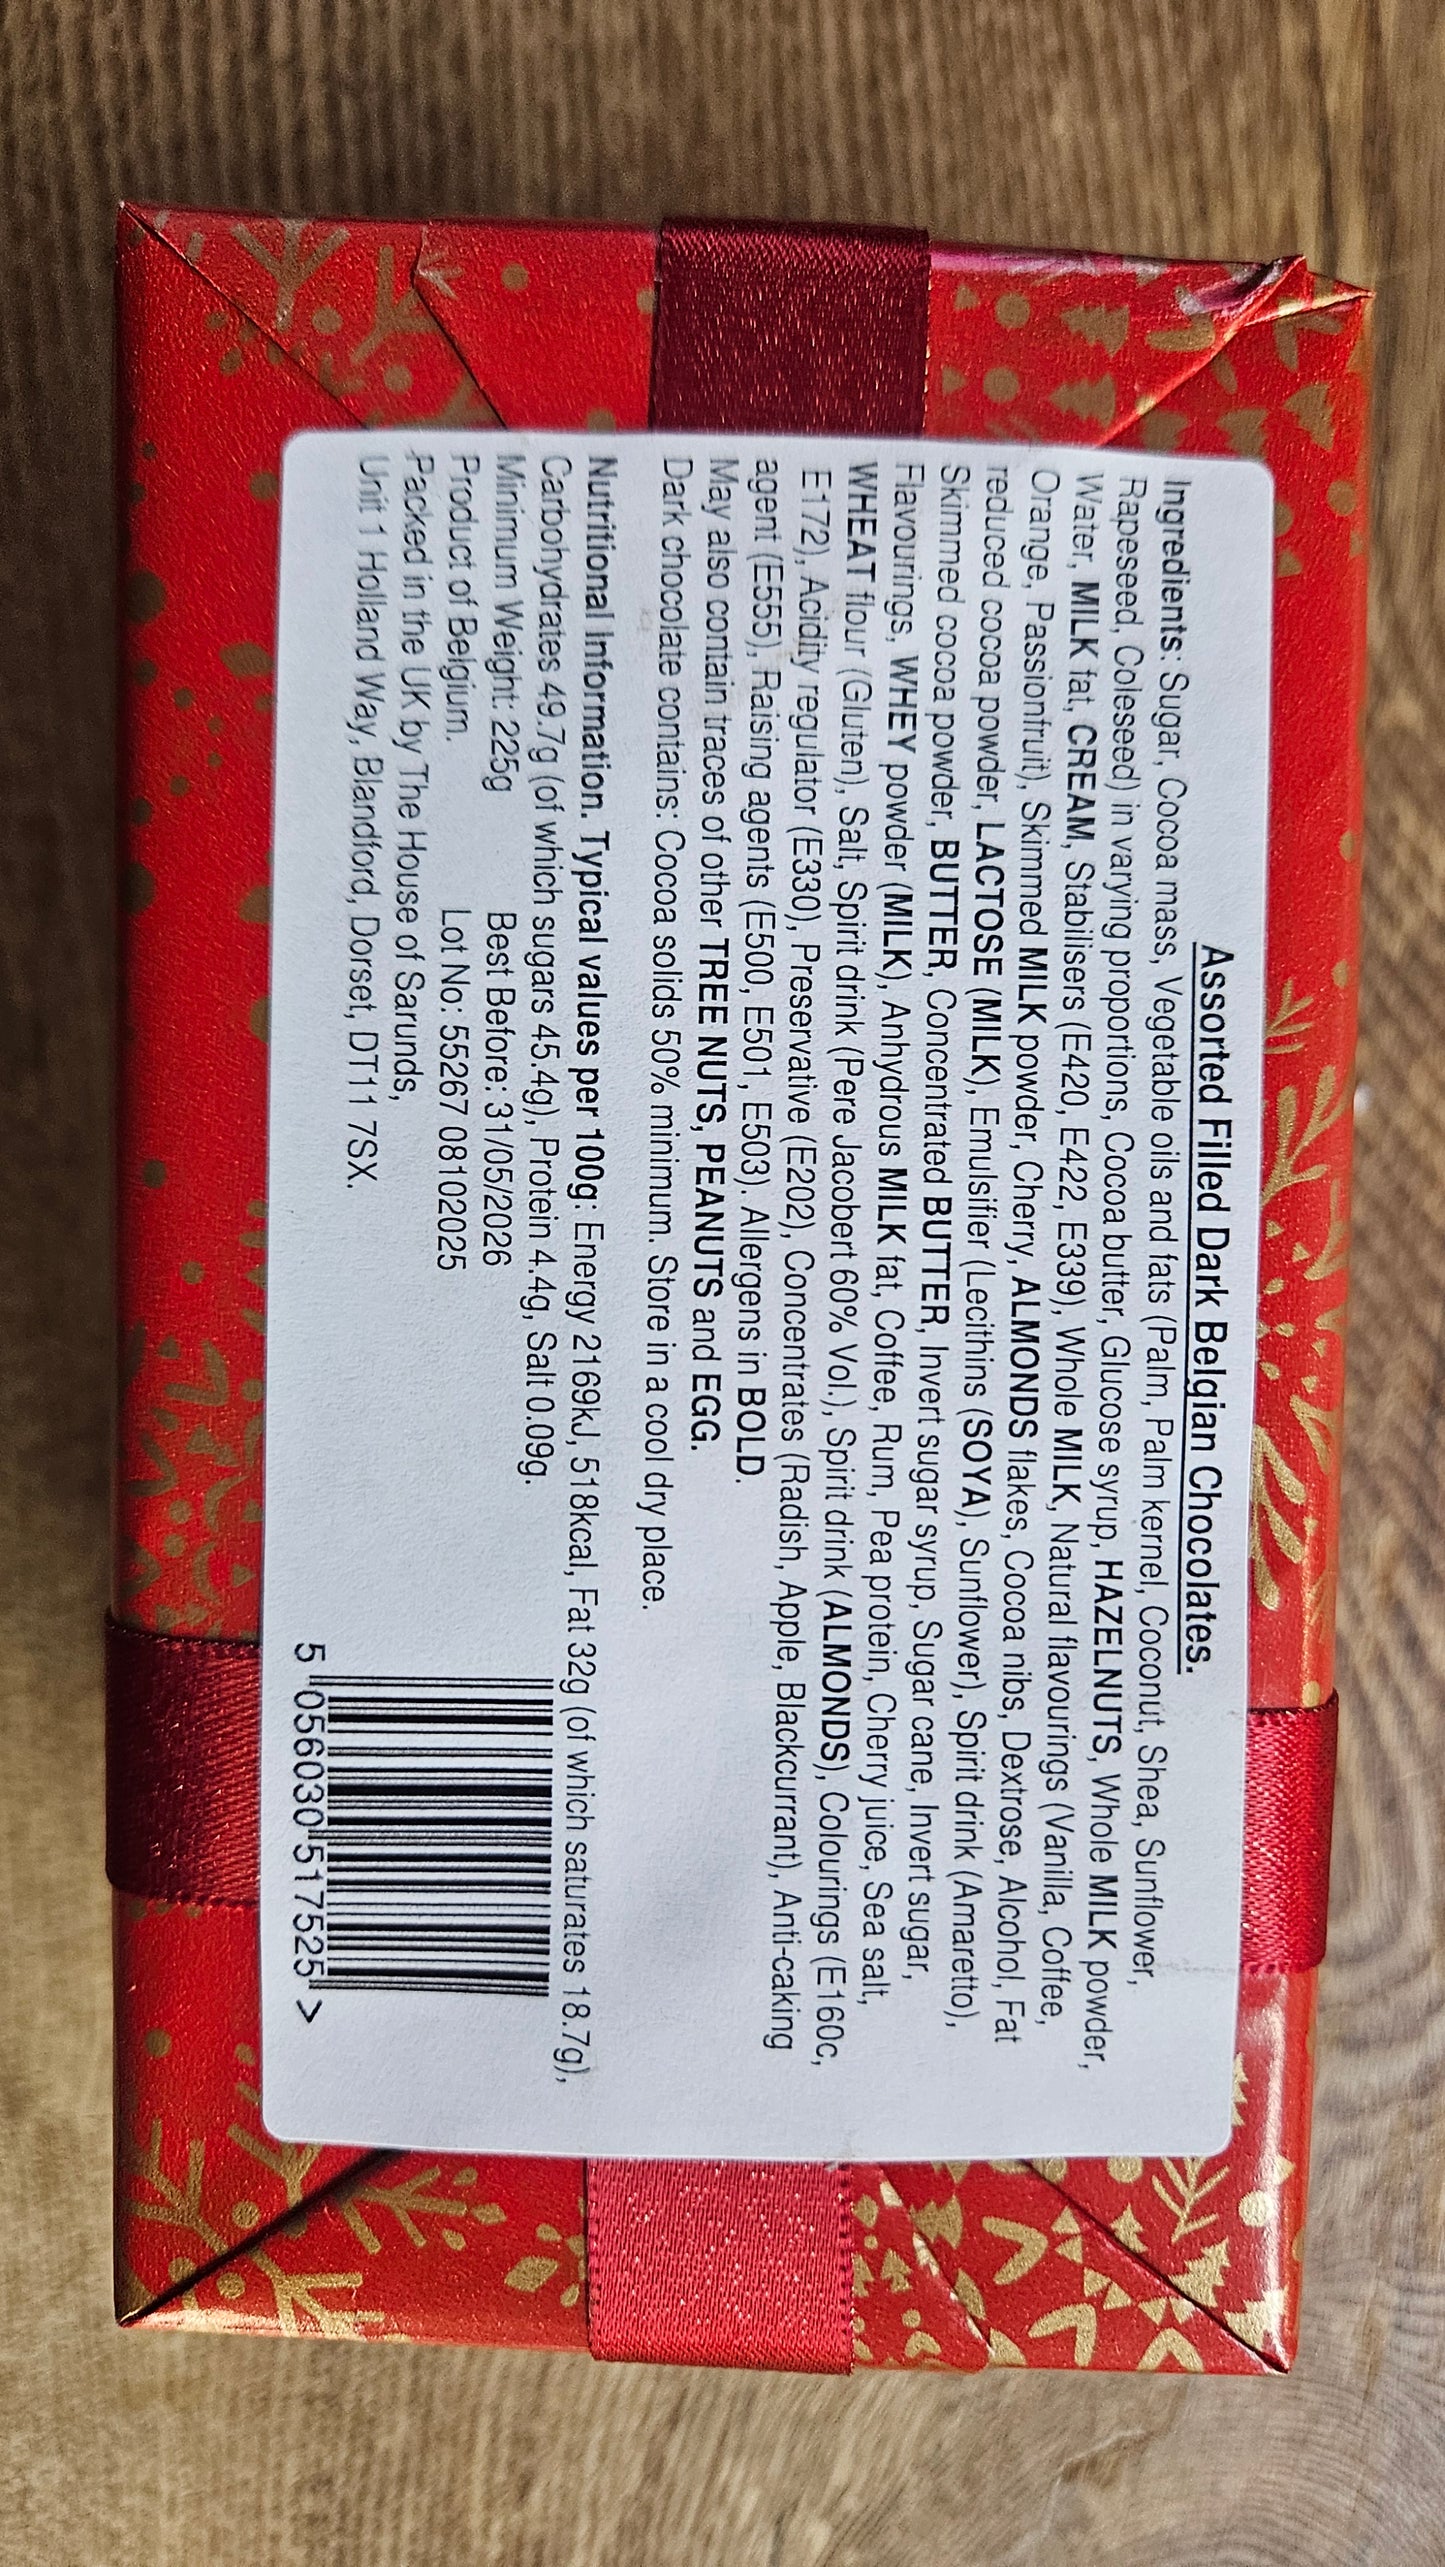 Assorted Filled Dark Belgian Chocolates.
Ingredients: Sugar, Cocoa mass, Vegetable oils and fats (Palm, Palm kernel, Coconut, Shea, Sunflower,
Rapeseed, Coleseed) in varying proportions, Cocoa butter, Glucose syrup, HAZELNUTS, Whole MILK powder,
Water, MILK fat, CREAM, Stabilisers (E420, E422, E339), Whole MILK, Natural flavourings (Vanilla, Coffee,
Orange, Passionfruit), Skimmed MILK powder, Cherry, ALMONDS flakes, Cocoa nibs, Dextrose, Alcohol, Fat
reduced cocoa powder, LACTOSE (MILK), Emulsifier (Lecithins (SOYA), Sunflower), Spirit drink (Amaretto),
Skimmed cocoa powder, BUTTER, Concentrated BUTTER, Invert sugar syrup, Sugar cane, Invert sugar,
Flavourings, WHEY powder (MILK), Anhydrous MILK fat, Coffee, Rum, Pea protein, Cherry juice, Sea salt,
WHEAT flour (Gluten), Salt, Spirit drink (Pere Jacobert 60% Vol.), Spirit drink (ALMONDS), Colourings (E160c,
E172), Acidity regulator (E330), Preservative (E202), Concentrates (Radish, Apple, Blackcurrant), Anti-caking
agent (E555), Raising agents (E500, E501, E503). Allergens in BOLD.
May also contain traces of other TREE NUTS, PEANUTS and EGG.
Dark chocolate contains: Cocoa solids 50% minimum. Store in a cool dry place.
Nutritional Information. Typical values per 100g: Energy 2169kJ, 518kcal, Fat 32g (of which saturates 18.7g),
Carbohydrates 49.7g (of which sugars 45.4g), Protein 4.4g, Salt 0.09g.
Minimum Weight: 225g Best Before: 31/05/2026
Product of Belgium. Lot No: 55267 08102025
Packed in the UK by The House of Sarunds,
Unit 1 Holland Way, Blandford, Dorset, DT11 7SX.
5 056030 517525 >